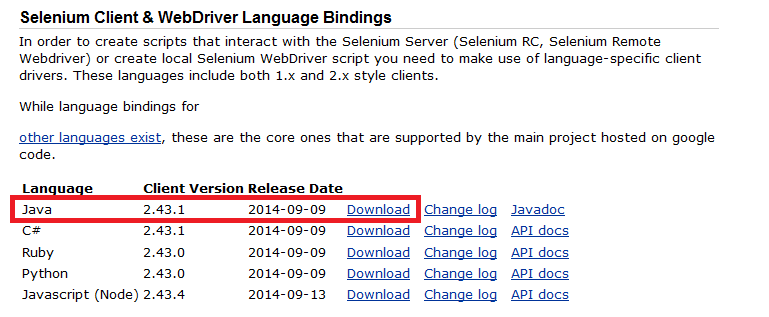 Selenium Client & WebDriver Language Bindings
In order to create scripts that interact with the Selenium Server (Selenium RC, Selenium Remote
Webdriver) or create local Selenium WebDriver script you need to make use of language-specific client
drivers. These languages include both 1.x and 2.x style clients.
While language bindings for
other languages exist, these are the core ones that are supported by the main project hosted on google
code.
Language Client Version Release Date
Java 2.43.1 2014-09-09 Download Change log Javadoc
C# 2.43.1 2014-09-09 Download Change log API docs
Ruby 2.43.0 2014-09-09 Download Change log API docs
Python 2.43.0 2014-09-09 Download Change log API docs
Javascript (Node) 2.43.4 2014-09-13 Download Change log API docs